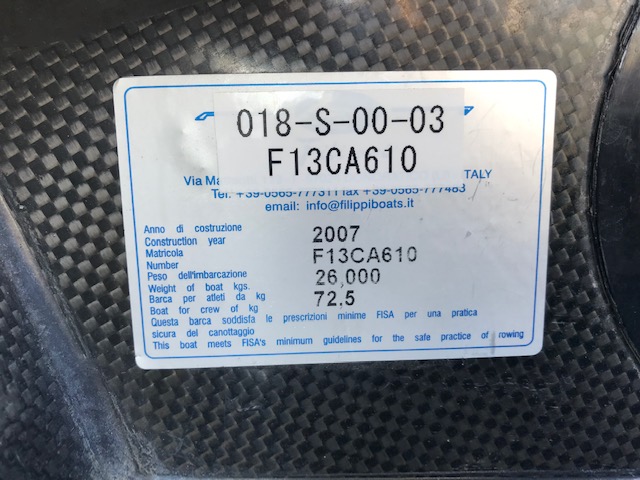 018-S-00-03
F13CA610
Via Ma ITALY
Tel. +39-0565-777311 fax +39-0565-777483
email: info@filippiboats.it
Anno di costruzione
Construction year 2007
Matricola
Number F13CA610
Peso dell'imbarcazione
Weight of boat kgs. 26,000
Barca per atleti da kg
Boat for crew of kg 72.5
Questa barca soddisfa le prescrizioni minime FISA per una pratica
sicura del canottaggio
This boat meets FISA's minimum guidelines for the safe practice of rowing